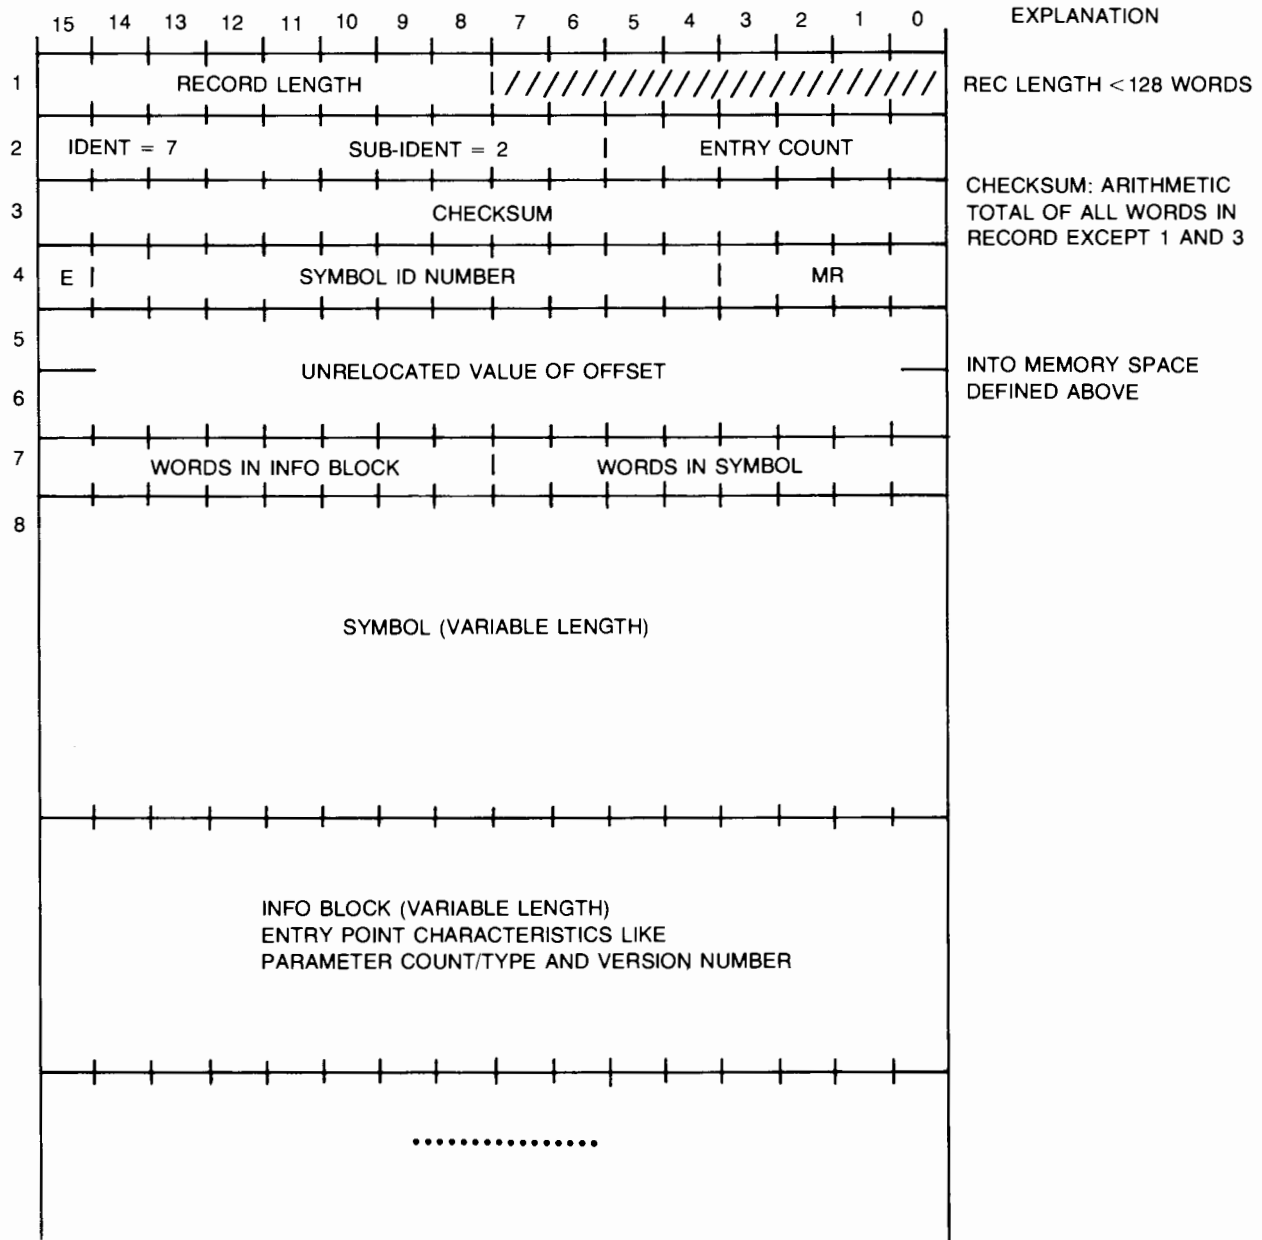 15 14 13 12 11 10 9 8 7 6 5 4 3 2 1 0 EXPLANATION
1 RECORD LENGTH REC LENGTH < 128 WORDS
2 IDENT = 7 SUB-IDENT = 2 ENTRY COUNT
3 CHECKSUM
CHECKSUM: ARITHMETIC
TOTAL OF ALL WORDS IN
RECORD EXCEPT 1 AND 3
4 E SYMBOL ID NUMBER MR
5
UNRELOCATED VALUE OF OFFSET
6
INTO MEMORY SPACE
DEFINED ABOVE
7 WORDS IN INFO BLOCK WORDS IN SYMBOL
8
SYMBOL (VARIABLE LENGTH)
INFO BLOCK (VARIABLE LENGTH)
ENTRY POINT CHARACTERISTICS LIKE
PARAMETER COUNT/TYPE AND VERSION NUMBER
................